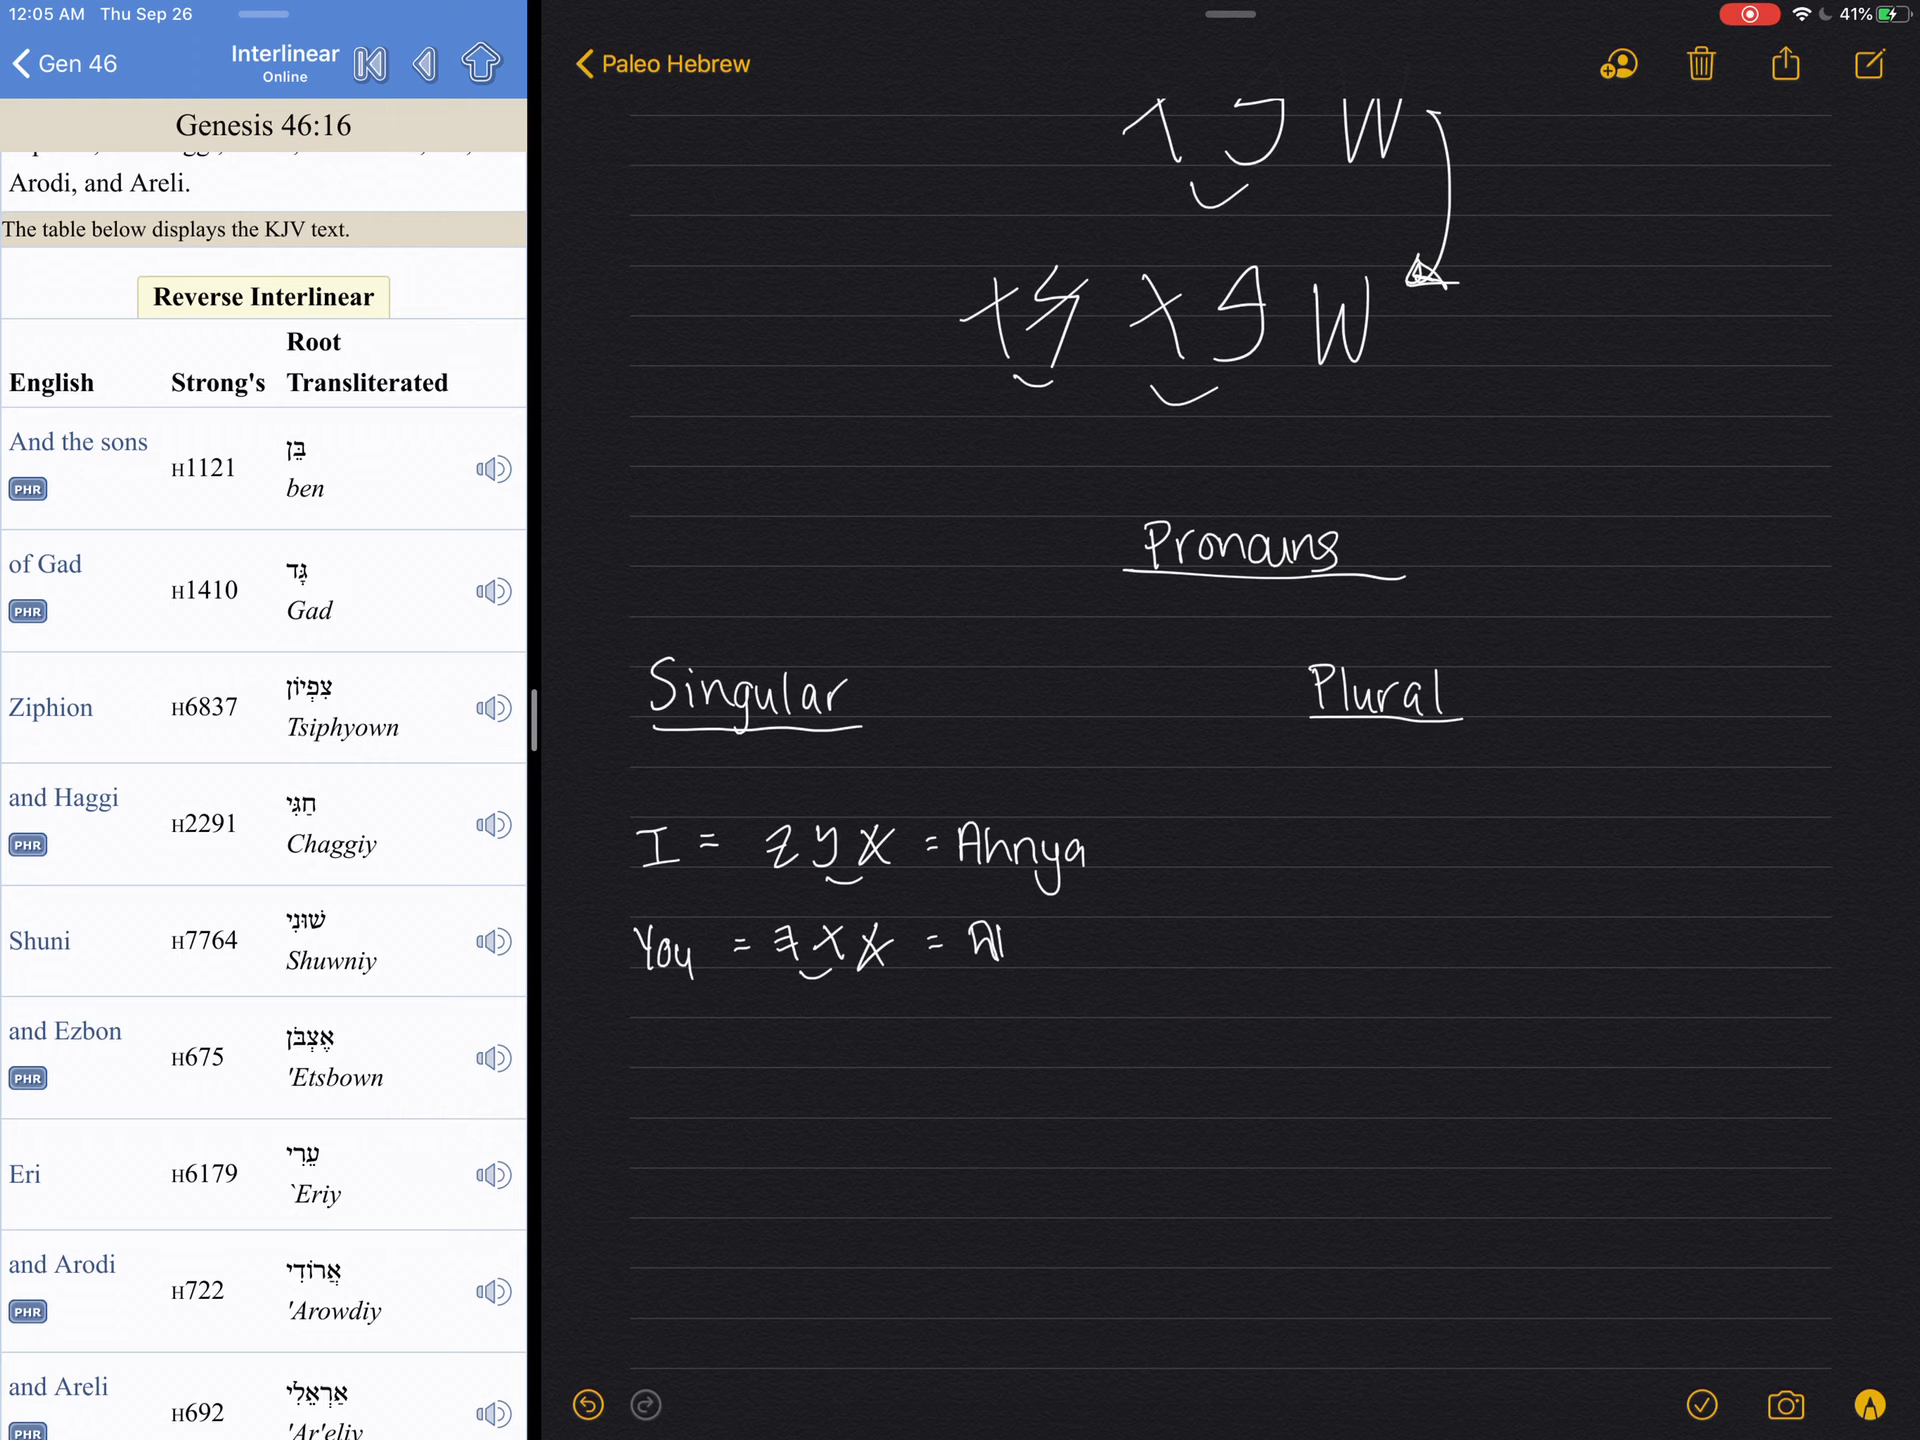 12:05 AM Thu Sep 26
41%
Gen 46
Interlinear
Online
Genesis 46:16
Arodi, and Areli.
The table below displays the KJV text.
Reverse Interlinear
English Strong's Root Transliterated
And the sons PHR H1121 בֵּן ben
of Gad PHR H1410 גָּד Gad
Ziphion H6837 צִפְיוֹן Tsiphyown
and Haggi PHR H2291 חַגִּי Chaggiy
Shuni H7764 שׁוּנִי Shuwniy
and Ezbon PHR H675 אֶצְבֹּן 'Etsbown
Eri H6179 עֵרִי `Eriy
and Arodi PHR H722 אֲרוֹדִי 'Arowdiy
and Areli PHR H692 אַרְאֵלִי 'Ar'eliy
Paleo Hebrew
Pronouns
Singular
Plural
I = 𐤉𐤍𐤀 = Ahnya
You = =